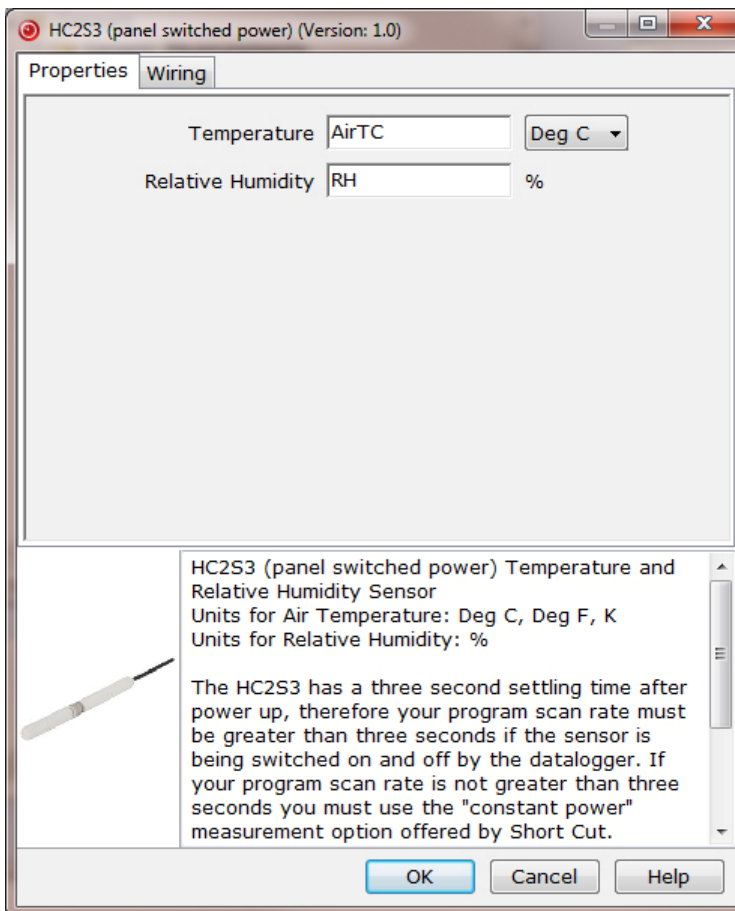 HC2S3 (panel switched power) (Version: 1.0)
Properties Wiring
Temperature AirTC Deg C
Relative Humidity RH %
HC2S3 (panel switched power) Temperature and
Relative Humidity Sensor
Units for Air Temperature: Deg C, Deg F, K
Units for Relative Humidity: %
The HC2S3 has a three second settling time after
power up, therefore your program scan rate must
be greater than three seconds if the sensor is
being switched on and off by the datalogger. If
your program scan rate is not greater than three
seconds you must use the "constant power"
measurement option offered by Short Cut.
OK Cancel Help